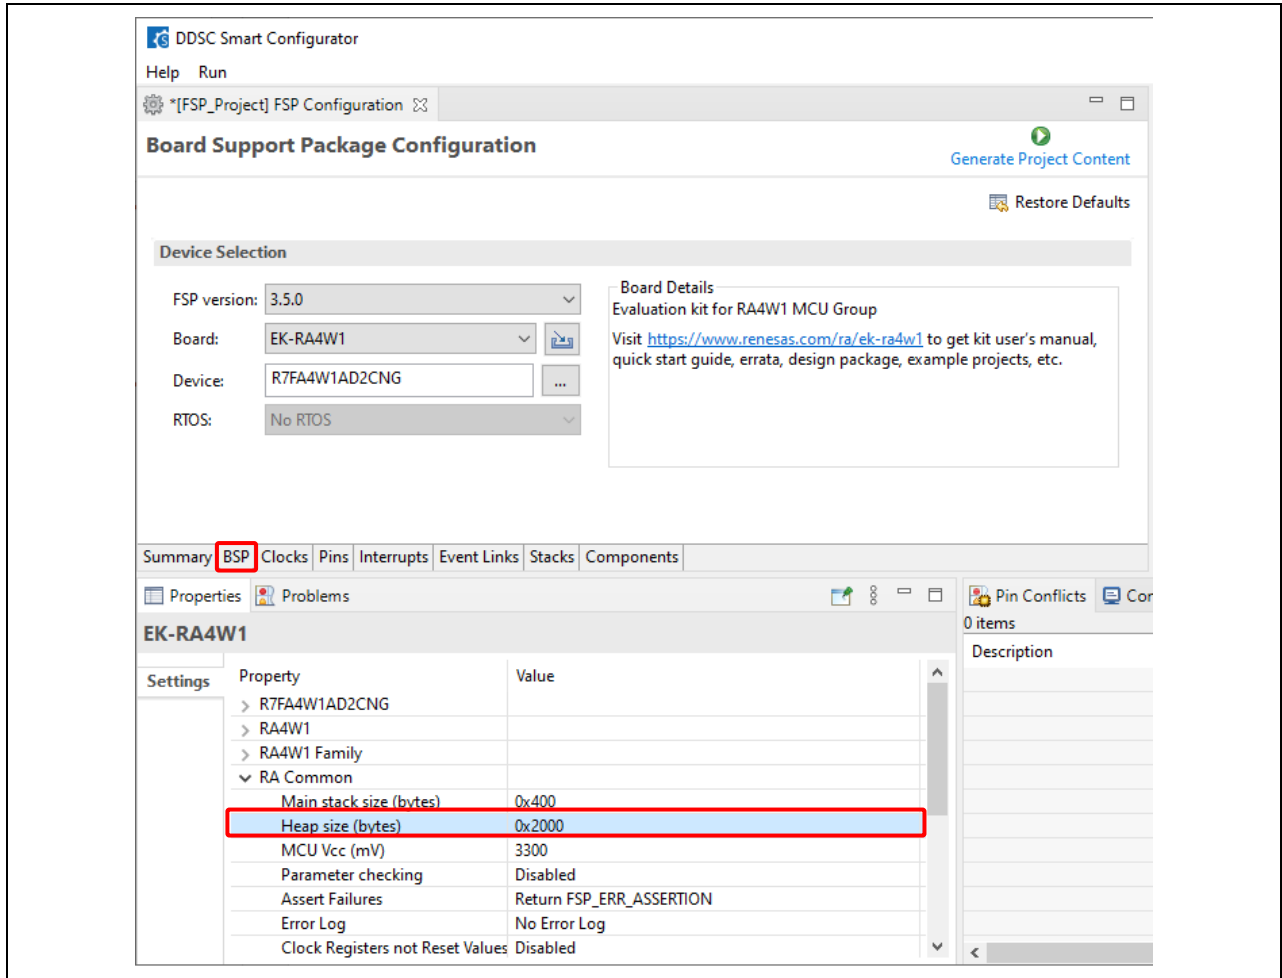 DDSC Smart Configurator
Help Run
*[FSP_Project] FSP Configuration
Board Support Package Configuration
Generate Project Content
Restore Defaults
Device Selection
FSP version: 3.5.0
Board: EK-RA4W1
Device: R7FA4W1AD2CNG ...
RTOS: No RTOS
Board Details
Evaluation kit for RA4W1 MCU Group
Visit https://www.renesas.com/ra/ek-ra4w1 to get kit user's manual,
quick start guide, errata, design package, example projects, etc.
Summary BSP Clocks Pins Interrupts Event Links Stacks Components
Properties Problems
EK-RA4W1
Settings
Property Value
R7FA4W1AD2CNG
RA4W1
RA4W1 Family
RA Common
Main stack size (bytes) 0x400
Heap size (bytes) 0x2000
MCU Vcc (mV) 3300
Parameter checking Disabled
Assert Failures Return FSP_ERR_ASSERTION
Error Log No Error Log
Clock Registers not Reset Values Disabled
Pin Conflicts Cor
0 items
Description